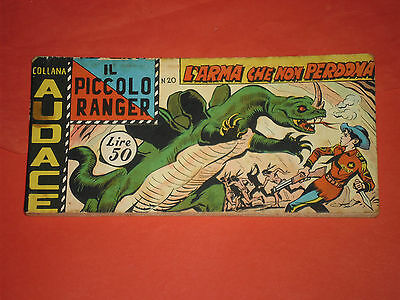 COLLANA
AUDACE
IL
PICCOLO
RANGER
N 20
L'ARMA CHE NON PERDONA
Lire
50